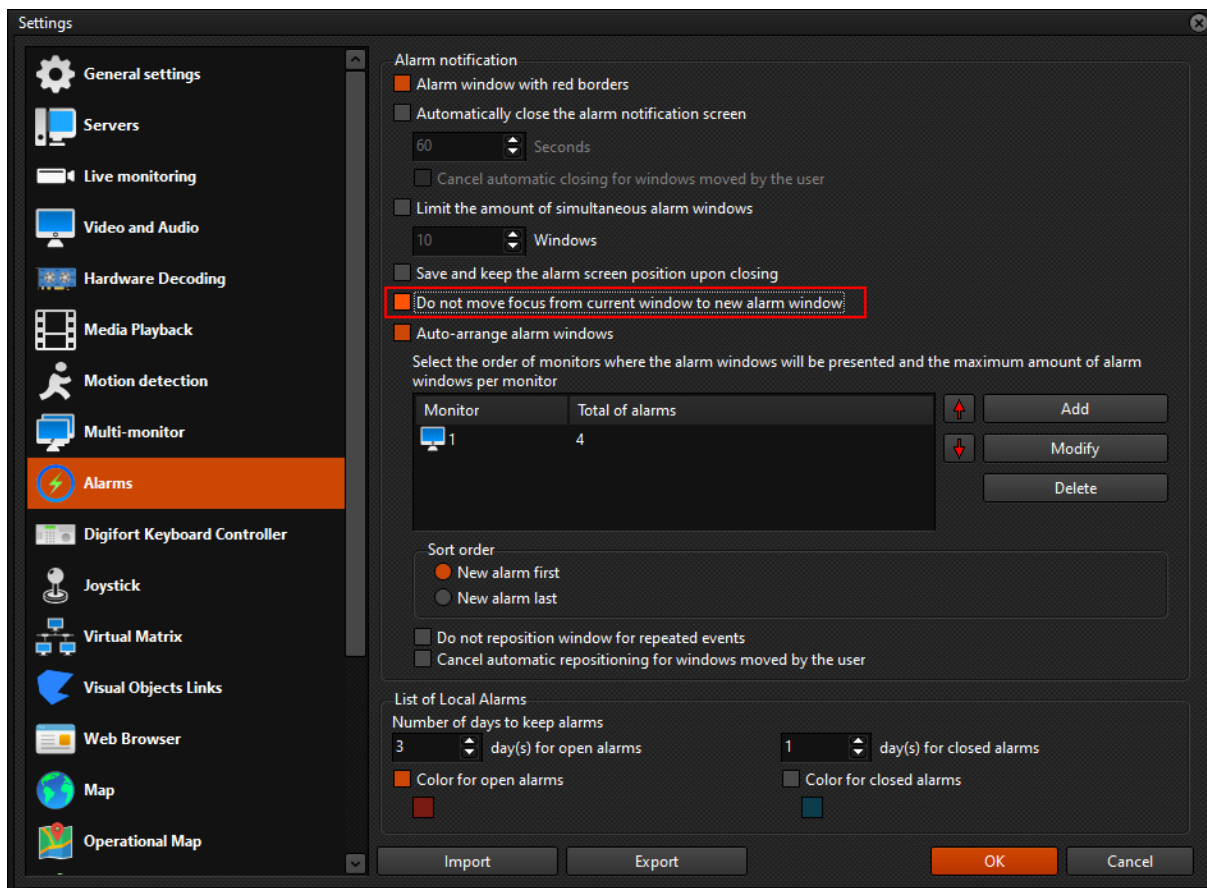 Settings
General settings
Servers
Live monitoring
Video and Audio
Hardware Decoding
Media Playback
Motion detection
Multi-monitor
Alarms
Digifort Keyboard Controller
Joystick
Virtual Matrix
Visual Objects Links
Web Browser
Map
Operational Map
Alarm notification
Alarm window with red borders
Automatically close the alarm notification screen
60 Seconds
Cancel automatic closing for windows moved by the user
Limit the amount of simultaneous alarm windows
10 Windows
Save and keep the alarm screen position upon closing
Do not move focus from current window to new alarm window
Auto-arrange alarm windows
Select the order of monitors where the alarm windows will be presented and the maximum amount of alarm
windows per monitor
Monitor Total of alarms
1 4
Add
Modify
Delete
Sort order
New alarm first
New alarm last
Do not reposition window for repeated events
Cancel automatic repositioning for windows moved by the user
List of Local Alarms
Number of days to keep alarms
3 day(s) for open alarms 1 day(s) for closed alarms
Color for open alarms Color for closed alarms
Import Export OK Cancel